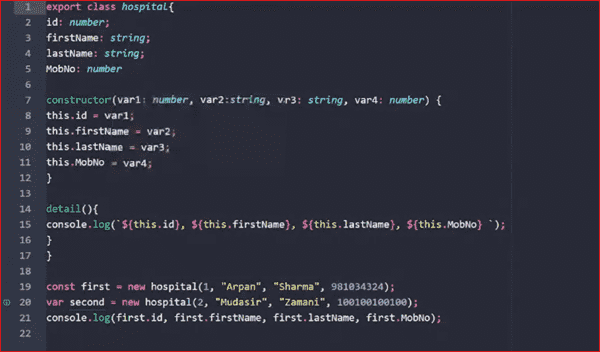 1 export class hospital{
2 id: number;
3 firstName: string;
4 lastName: string;
5 MobNo: number
6
7 constructor(var1: number, var2:string, vr3: string, var4: number) {
8 this.id = var1;
9 this.firstName = var2;
10 this.lastName = var3;
11 this.MobNo = var4;
12 }
13
14 detail(){
15 console.log(`${this.id}, ${this.firstName}, ${this.lastName}, ${this.MobNo} `);
16 }
17 }
18
19 const first = new hospital(1, "Arpan", "Sharma", 981034324);
20 var second = new hospital(2, "Mudasir", "Zamani", 100100100100);
21 console.log(first.id, first.firstName, first.lastName, first.MobNo);
22